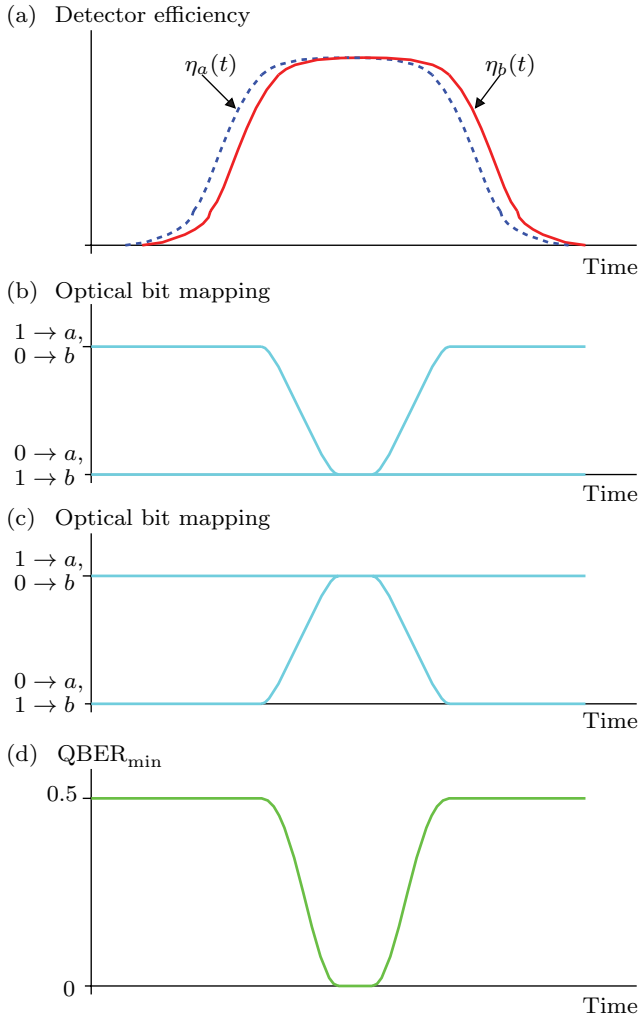 (a) Detector efficiency
ηa(t)
ηb(t)
Time
(b) Optical bit mapping
1 → a,
0 → b
0 → a,
1 → b
Time
(c) Optical bit mapping
1 → a,
0 → b
0 → a,
1 → b
Time
(d) QBERmin
0.5
0
Time